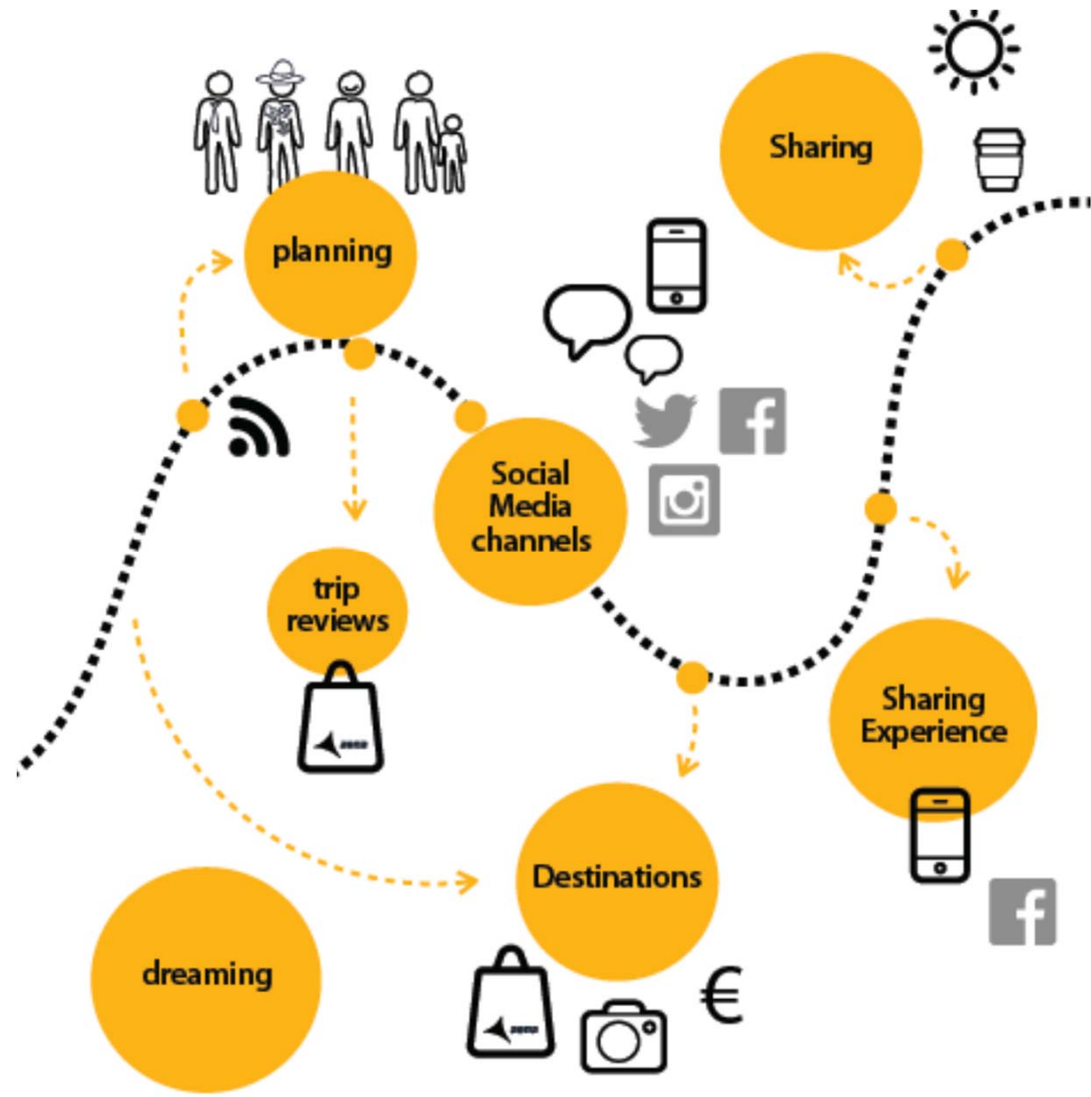 Sharing
planning
Social
Media
channels
trip
reviews
Sharing
Experience
Destinations
€
dreaming